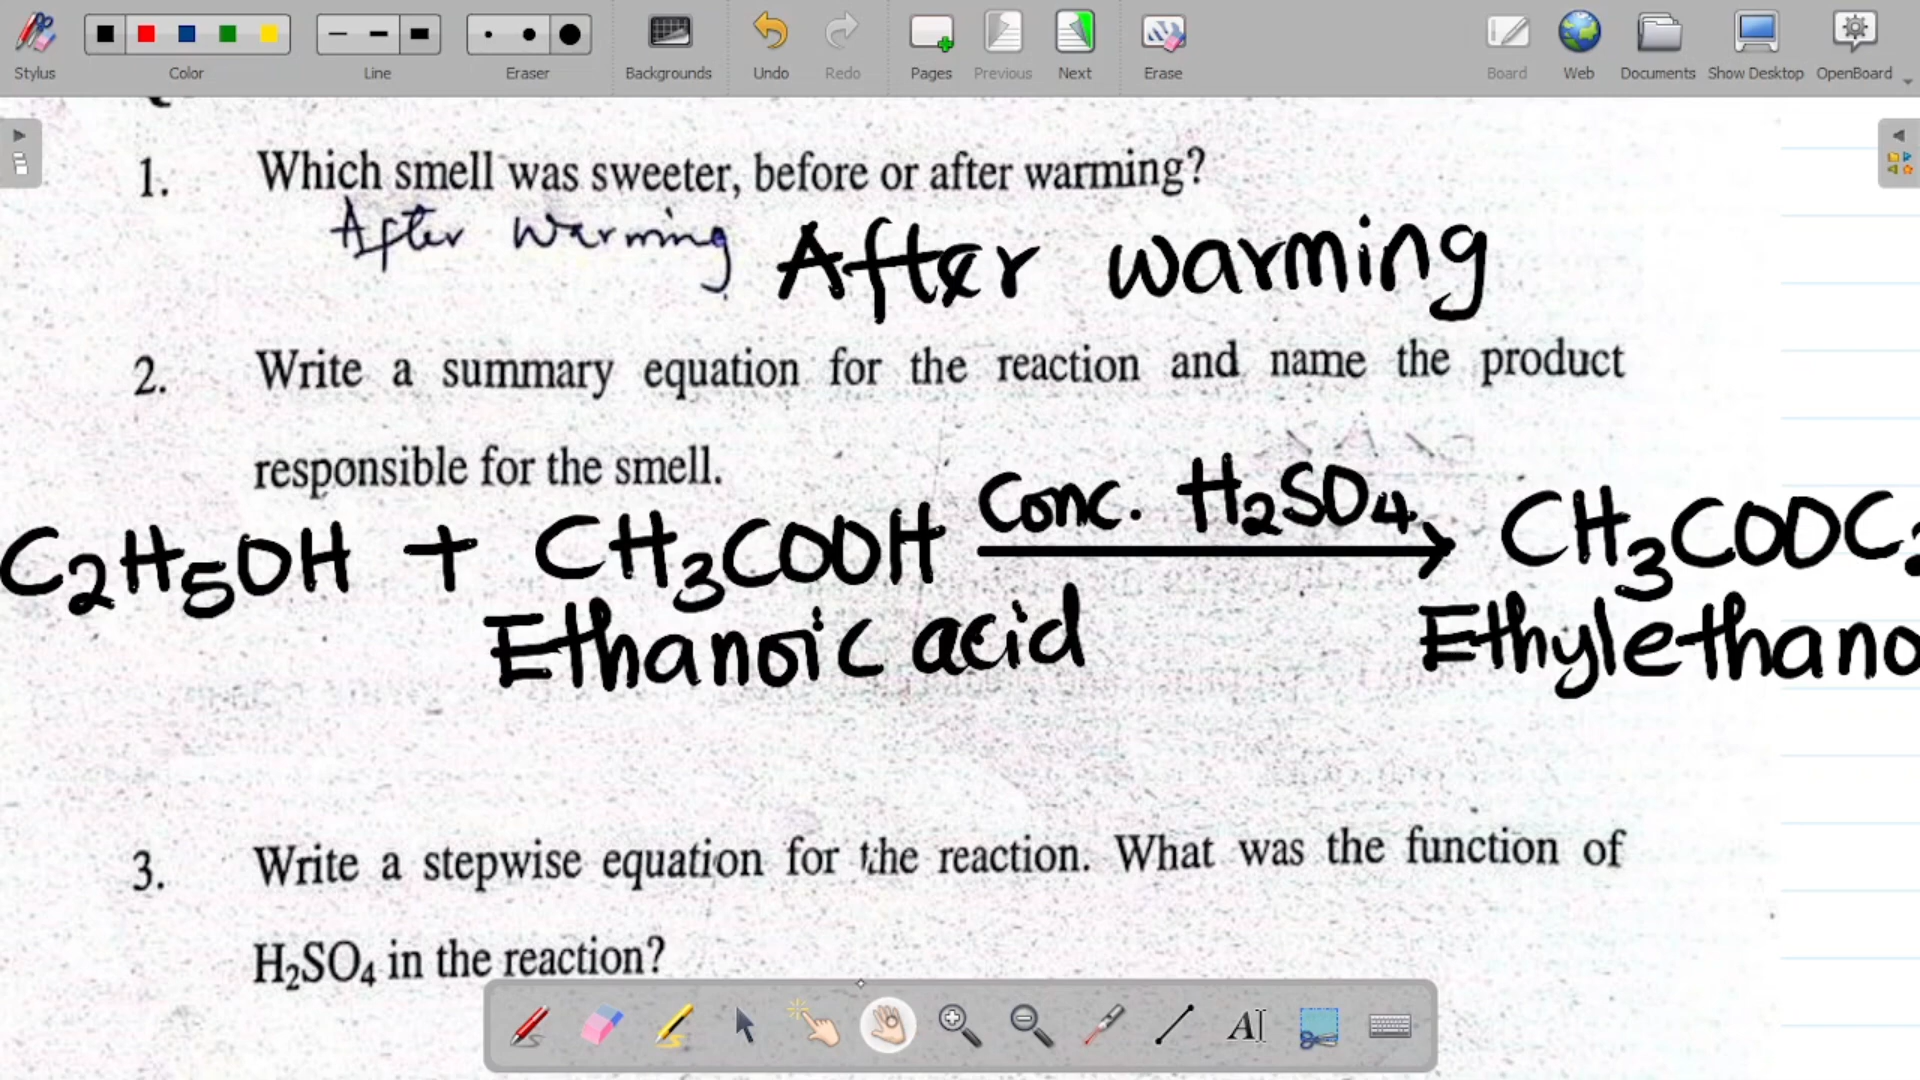 Stylus Color Line Eraser Backgrounds Undo Redo Pages Previous Next Erase Board Web Documents Show Desktop OpenBoard
1. Which smell was sweeter, before or after warming?
After Warming After warming
2. Write a summary equation for the reaction and name the product
responsible for the smell.
Conc. H₂SO₄
C₂H₅OH + CH₃COOH → CH₃COOC₂
Ethanoic acid Ethylethano
3. Write a stepwise equation for the reaction. What was the function of
H₂SO₄ in the reaction?